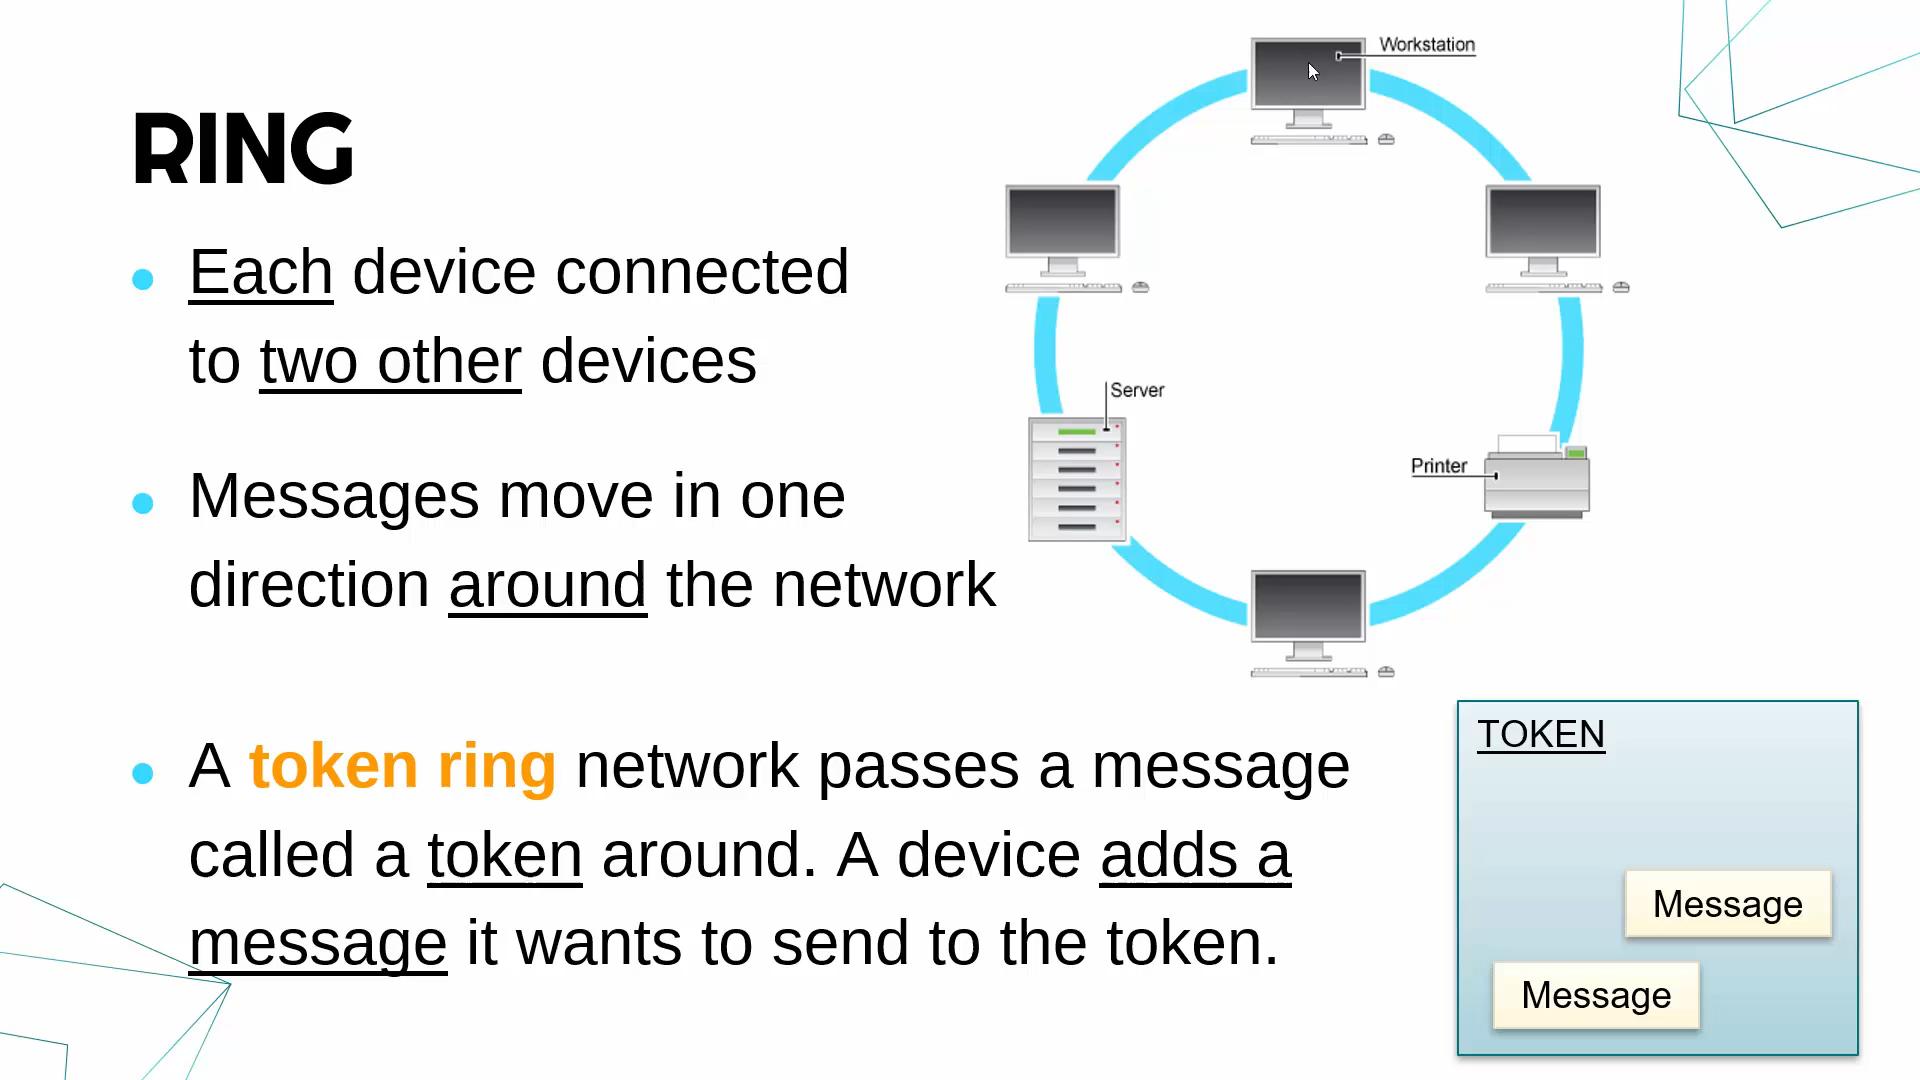 RING
Each device connected
to two other devices
Messages move in one
direction around the network
A token ring network passes a message
called a token around. A device adds a
message it wants to send to the token.
Workstation
Server
Printer
TOKEN
Message
Message